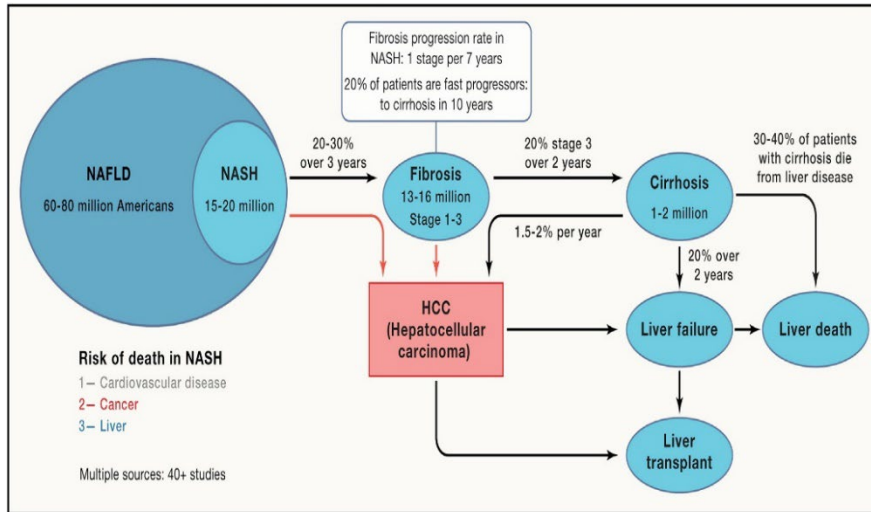 Fibrosis progression rate in
NASH: 1 stage per 7 years
20% of patients are fast progressors:
to cirrhosis in 10 years
NAFLD
60-80 million Americans
NASH
15-20 million
20-30%
over 3 years
Fibrosis
13-16 million
Stage 1-3
20% stage 3
over 2 years
Cirrhosis
1-2 million
30-40% of patients
with cirrhosis die
from liver disease
1.5-2% per year
20% over
2 years
HCC
(Hepatocellular
carcinoma)
Liver failure
Liver death
Liver
transplant
Risk of death in NASH
1– Cardiovascular disease
2– Cancer
3– Liver
Multiple sources: 40+ studies